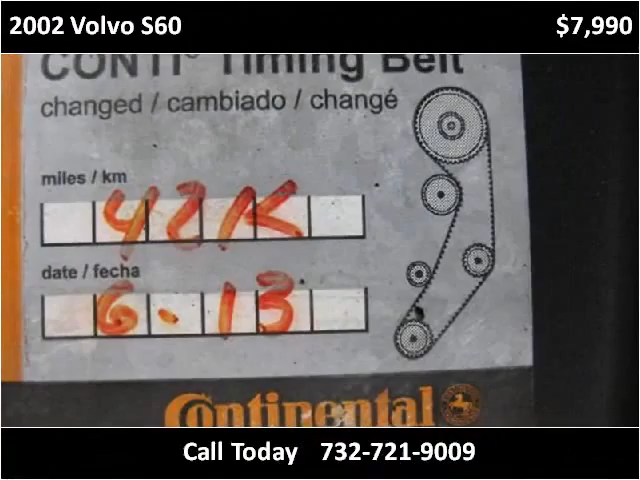 2002 Volvo S60 $7,990
CONTI® Timing Belt
changed / cambiado / changé
miles / km
42K
date / fecha
6 - 13
Continental
Call Today 732-721-9009